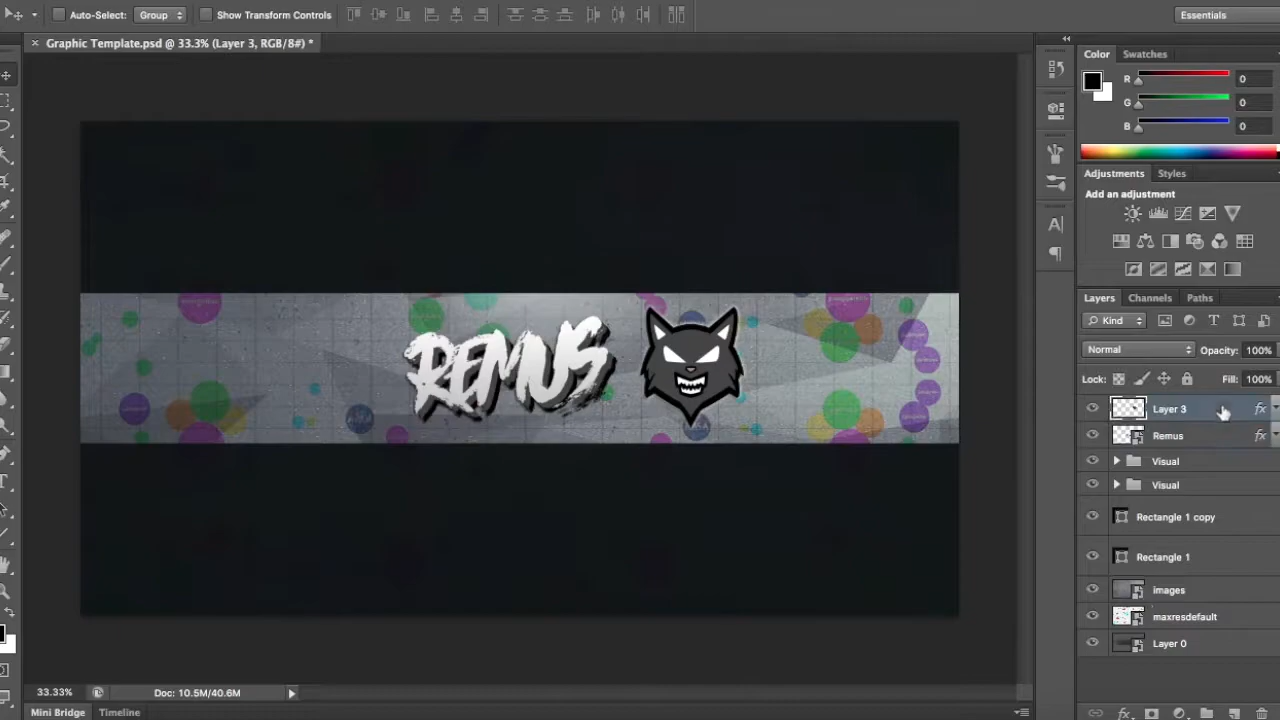 Auto-Select: Group Show Transform Controls Essentials
Graphic Template.psd @ 33.3% (Layer 3, RGB/8#) *
Color Swatches
R 0
G 0
B 0
Adjustments Styles
Add an adjustment
Layers Channels Paths
Kind
Normal Opacity: 100%
Lock: Fill: 100%
Layer 3 fx
Remus fx
Visual
Visual
Rectangle 1 copy
Rectangle 1
images
maxresdefault
Layer 0
REMUS
33.33% Doc: 10.5M/40.6M
Mini Bridge Timeline